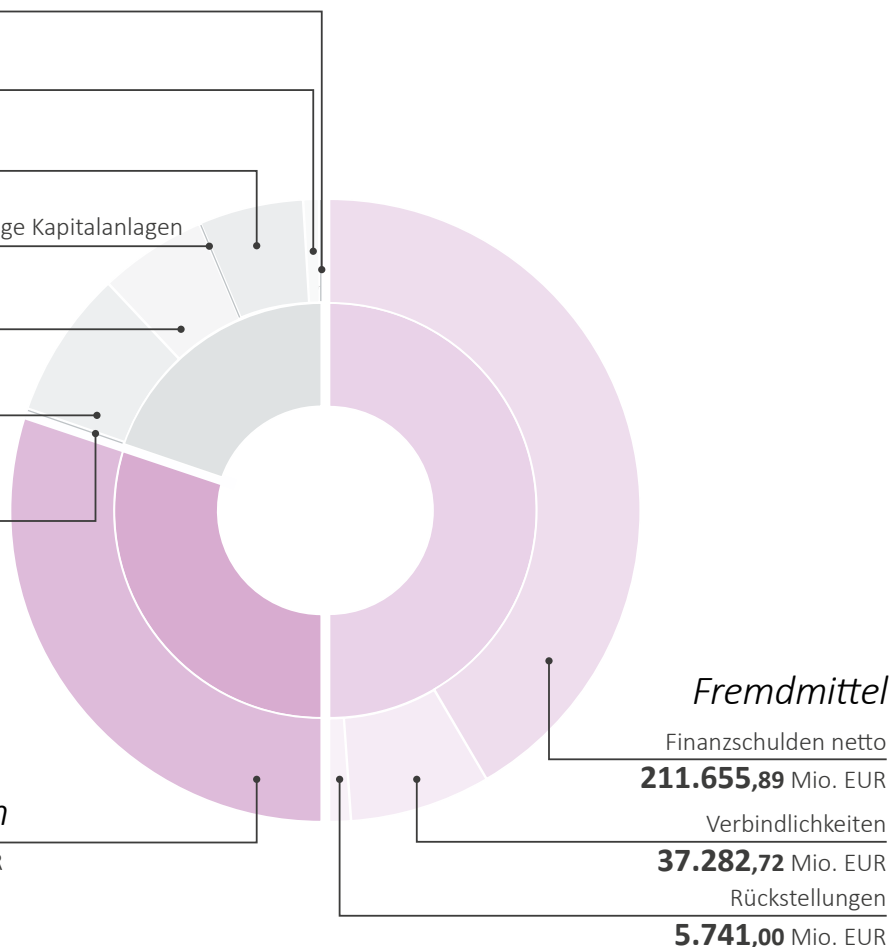 ge Kapitalanlagen
Fremdmittel
Finanzschulden netto
211.655,89 Mio. EUR
Verbindlichkeiten
37.282,72 Mio. EUR
Rückstellungen
5.741,00 Mio. EUR